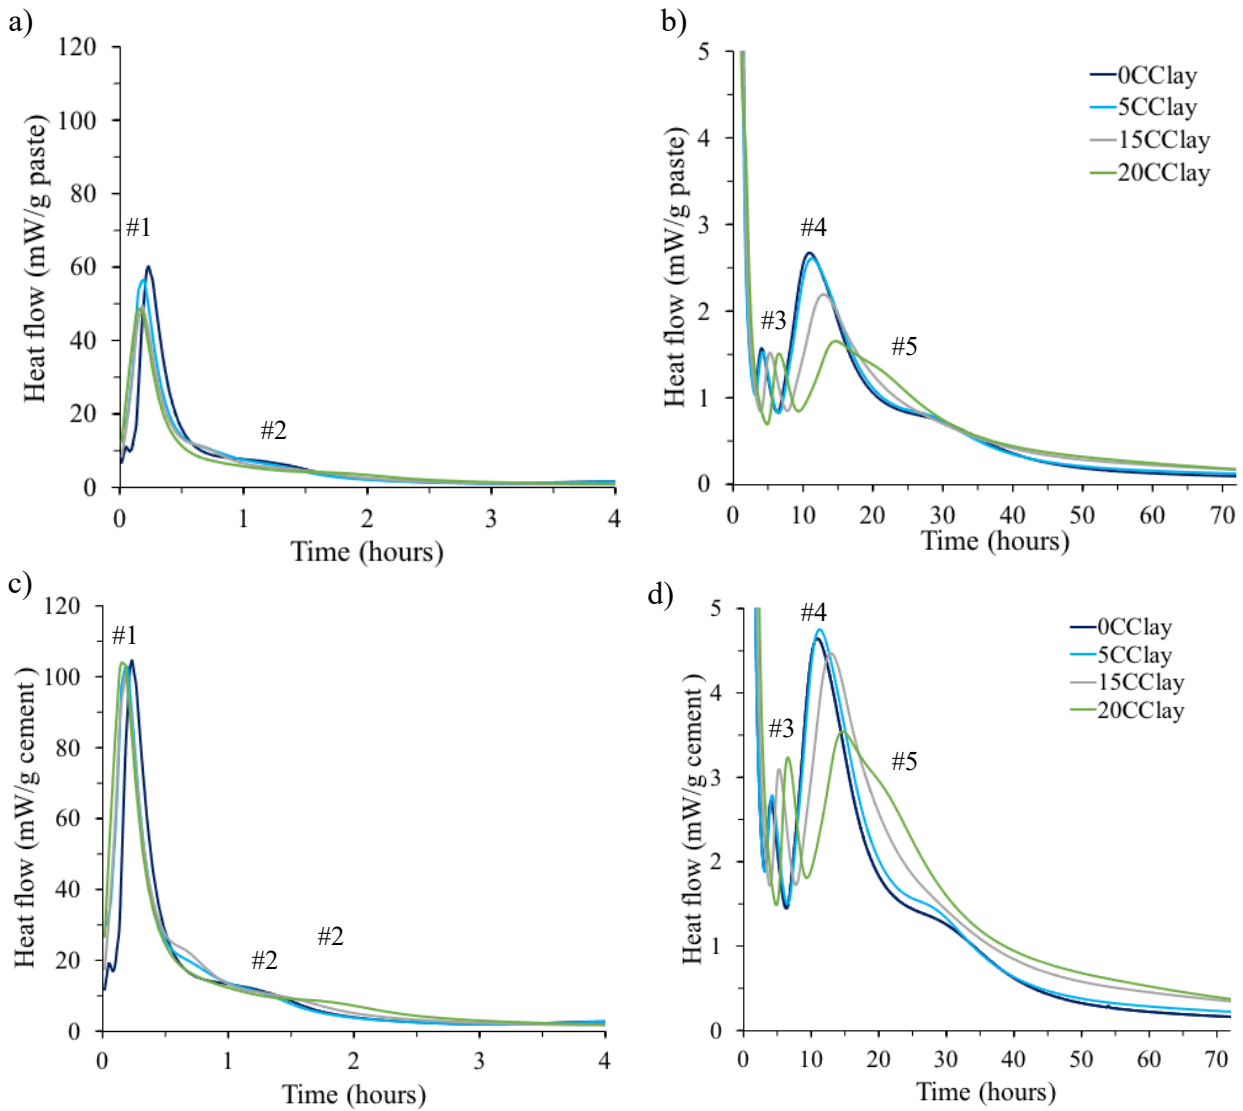 a)
120
100
80
60
40
20
0
Heat flow (mW/g paste)
#1
#2
0 1 2 3 4
Time (hours)
b)
5
4
3
2
1
0
Heat flow (mW/g paste)
0CClay
5CClay
15CClay
20CClay
#3
#4
#5
0 10 20 30 40 50 60 70
Time (hours)
c)
120
100
80
60
40
20
0
Heat flow (mW/g cement )
#1
#2
#2
0 1 2 3 4
Time (hours)
d)
5
4
3
2
1
0
Heat flow (mW/g cement )
0CClay
5CClay
15CClay
20CClay
#3
#4
#5
0 10 20 30 40 50 60 70
Time (hours)